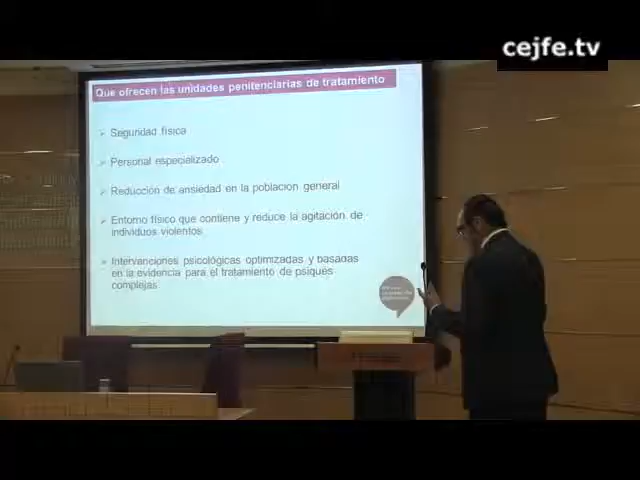 cejfe.tv
Que ofrecen las unidades penitenciarias de tratamiento
Seguridad física
Personal especializado
Reducción de ansiedad en la poblacion general
Entorno físico que contiene y reduce la agitación de
individuos violentos
Intervenciones psicológicas optimizadas y basadas
en la evidencia para el tratamiento de psiques
complejas